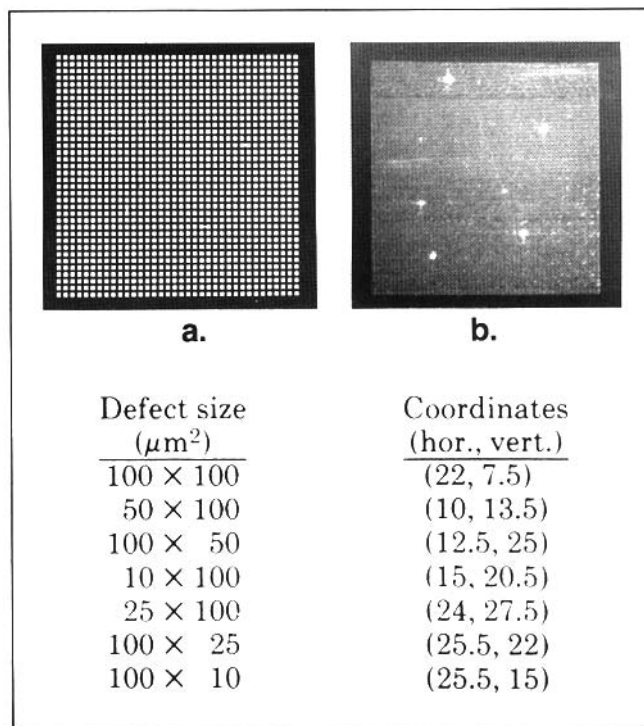 a. b.
Defect size Coordinates
(μm²) (hor., vert.)
100 × 100 (22, 7.5)
50 × 100 (10, 13.5)
100 × 50 (12.5, 25)
10 × 100 (15, 20.5)
25 × 100 (24, 27.5)
100 × 25 (25.5, 22)
100 × 10 (25.5, 15)